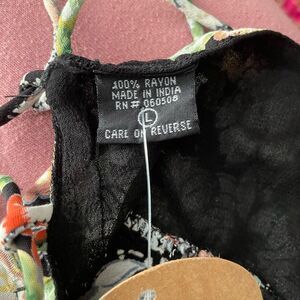 100% RAYON
MADE IN INDIA
RN# 060508
L
CARE ON REVERSE